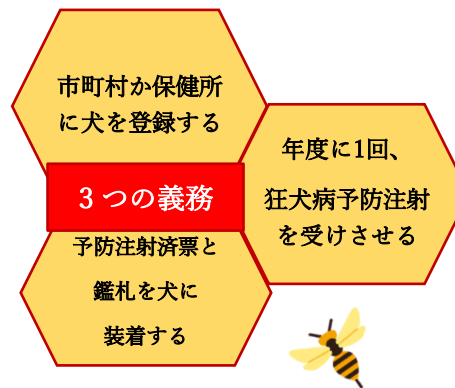 市町村か保健所
に犬を登録する
年度に1回、
狂犬病予防注射
を受けさせる
3つの義務
予防注射済票と
鑑札を犬に
装着する